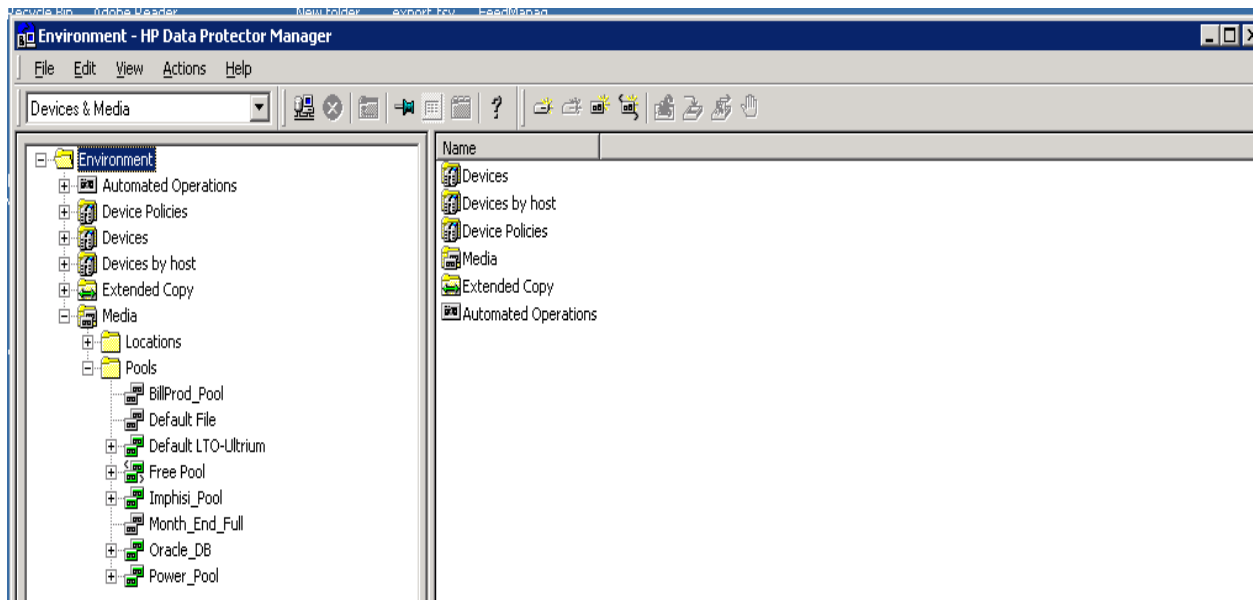 Recycle Bin Adobe Reader New folder export.tsv FeedManag
Environment - HP Data Protector Manager
File Edit View Actions Help
Devices & Media
Environment
Automated Operations
Device Policies
Devices
Devices by host
Extended Copy
Media
Locations
Pools
BillProd_Pool
Default File
Default LTO-Ultrium
Free Pool
Imphisi_Pool
Month_End_Full
Oracle_DB
Power_Pool
Name
Devices
Devices by host
Device Policies
Media
Extended Copy
Automated Operations